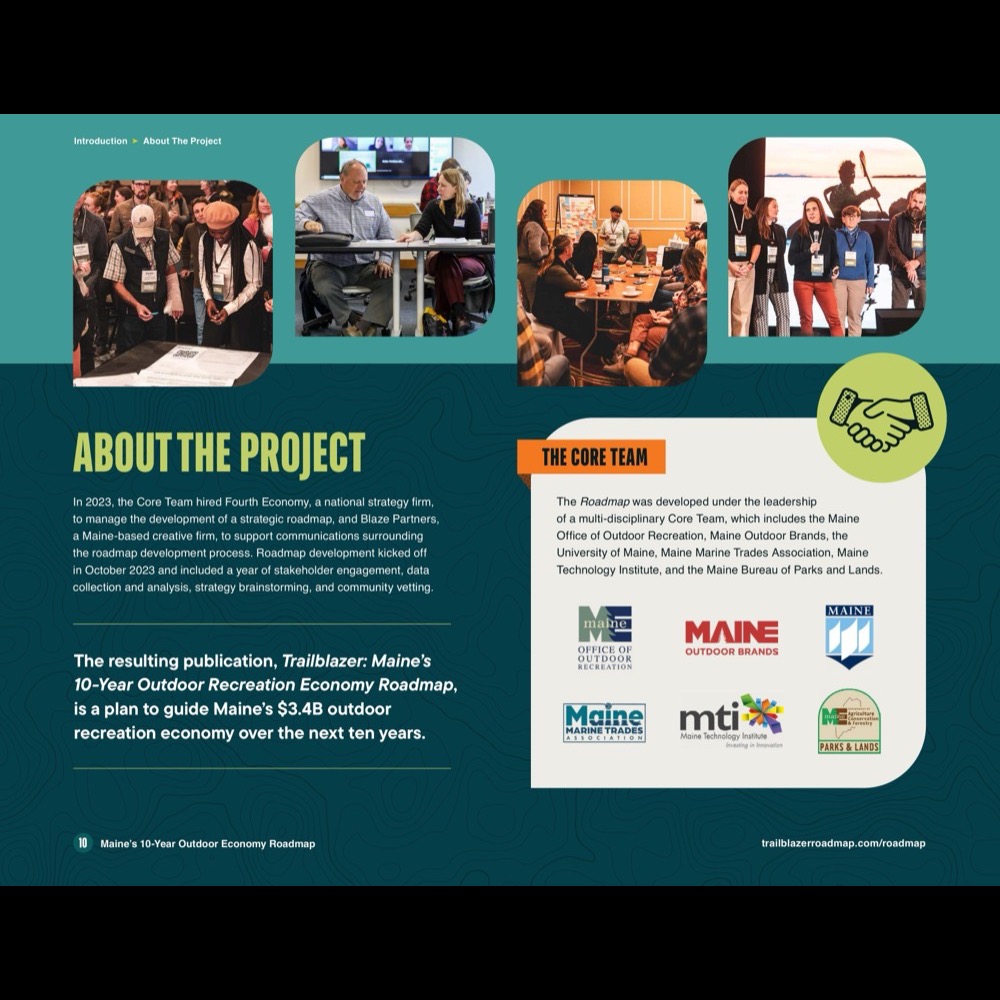 Introduction ➤ About The Project
ABOUT THE PROJECT
In 2023, the Core Team hired Fourth Economy, a national strategy firm,
to manage the development of a strategic roadmap, and Blaze Partners,
a Maine-based creative firm, to support communications surrounding
the roadmap development process. Roadmap development kicked off
in October 2023 and included a year of stakeholder engagement, data
collection and analysis, strategy brainstorming, and community vetting.
The resulting publication, Trailblazer: Maine's
10-Year Outdoor Recreation Economy Roadmap,
is a plan to guide Maine's $3.4B outdoor
recreation economy over the next ten years.
THE CORE TEAM
The Roadmap was developed under the leadership
of a multi-disciplinary Core Team, which includes the Maine
Office of Outdoor Recreation, Maine Outdoor Brands, the
University of Maine, Maine Marine Trades Association, Maine
Technology Institute, and the Maine Bureau of Parks and Lands.
ME
maine
OFFICE OF
OUTDOOR
RECREATION
MAINE
OUTDOOR BRANDS
MAINE
Maine
MARINE TRADES
ASSOCIATION
mti
Maine Technology Institute
Investing in Innovation
ME
maine
Agriculture
Conservation
& Forestry
PARKS & LANDS
10 Maine's 10-Year Outdoor Economy Roadmap
trailblazerroadmap.com/roadmap